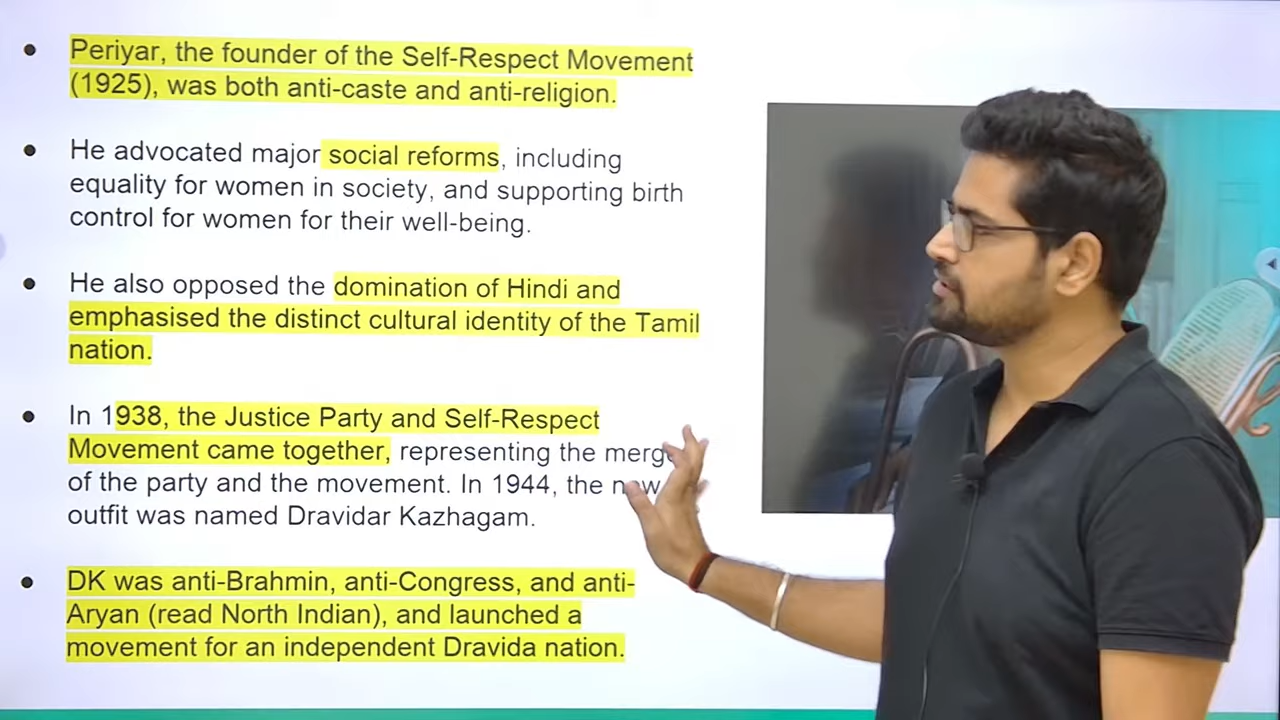 Periyar, the founder of the Self-Respect Movement
(1925), was both anti-caste and anti-religion.
He advocated major social reforms, including
equality for women in society, and supporting birth
control for women for their well-being.
He also opposed the domination of Hindi and
emphasised the distinct cultural identity of the Tamil
nation.
In 1938, the Justice Party and Self-Respect
Movement came together, representing the
of the party and the movement. In 1944, the
outfit was named Dravidar Kazhagam.
DK was anti-Brahmin, anti-Congress, and anti-
Aryan (read North Indian), and launched a
movement for an independent Dravida nation.